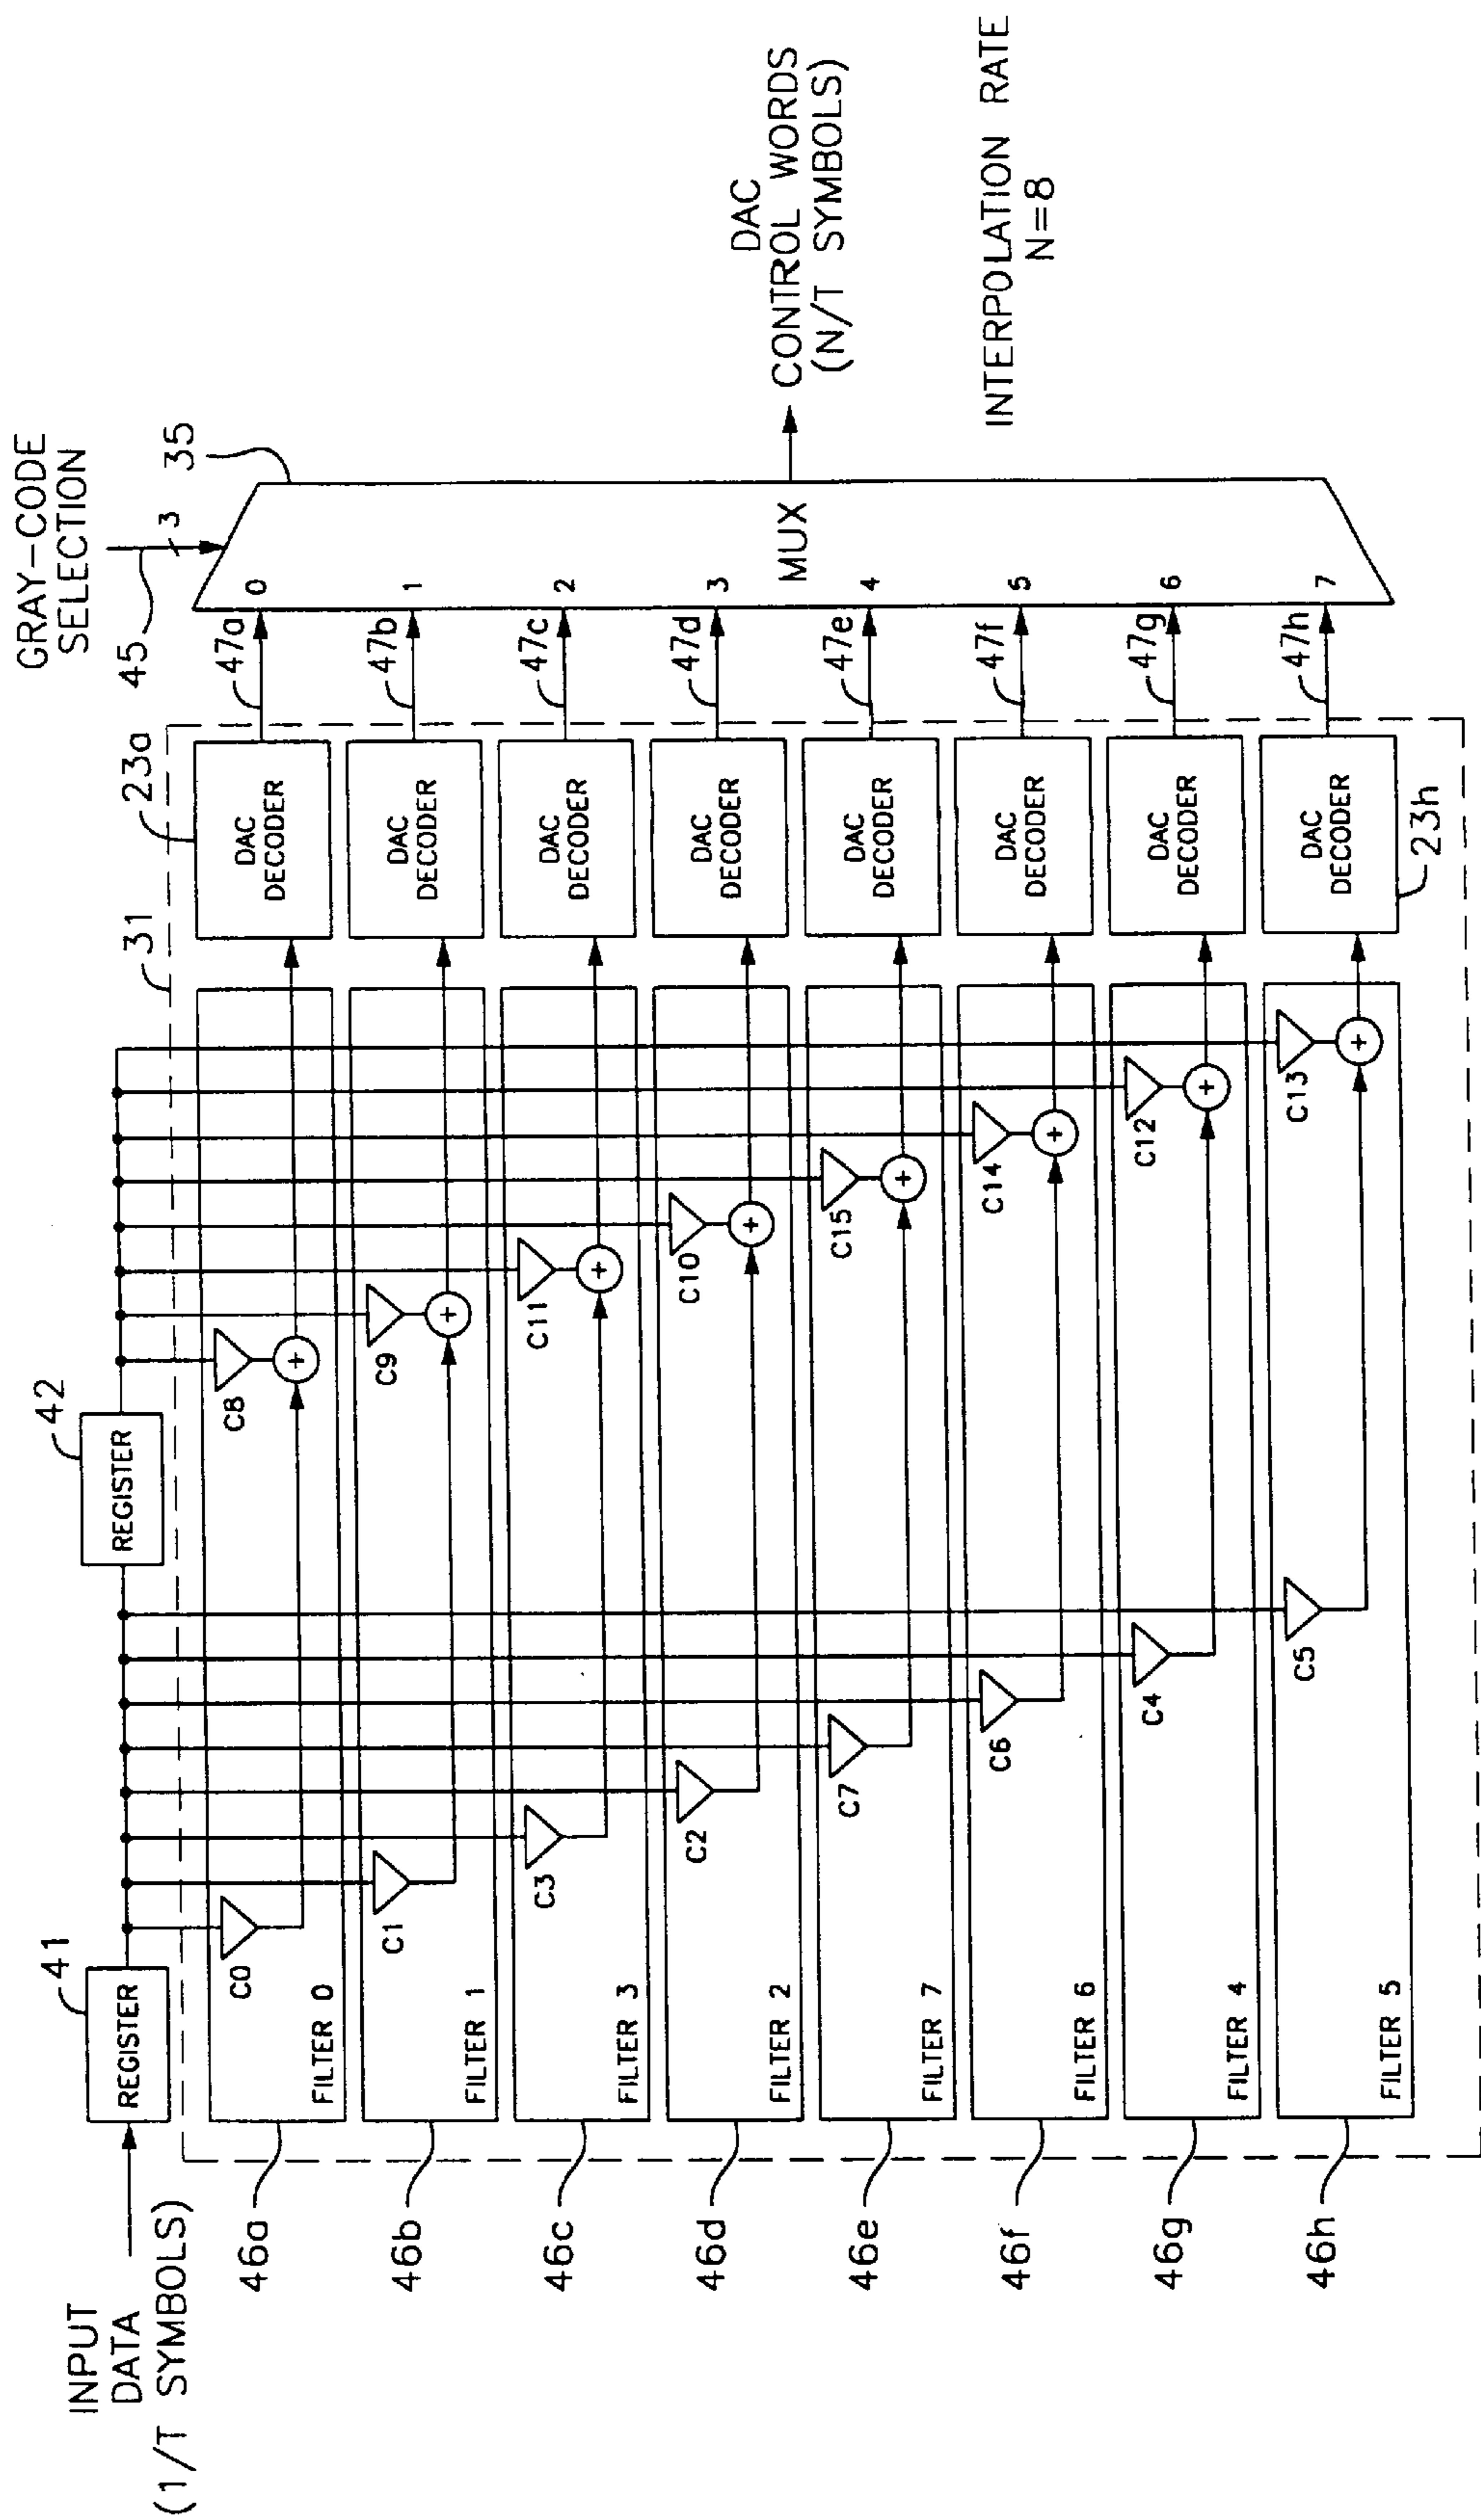 INPUT
DATA
(1/T SYMBOLS)
41
REGISTER
42
REGISTER
31
23a
45
GRAY-CODE
SELECTION
3
35
46a
FILTER 0
C0
C8
DAC
DECODER
47a
0
46b
FILTER 1
C1
C9
DAC
DECODER
47b
1
46c
FILTER 3
C3
C11
DAC
DECODER
47c
2
46d
FILTER 2
C2
C10
DAC
DECODER
47d
3
46e
FILTER 7
C7
C15
DAC
DECODER
47e
4
46f
FILTER 6
C6
C14
DAC
DECODER
47f
5
46g
FILTER 4
C4
C12
DAC
DECODER
47g
6
46h
FILTER 5
C5
C13
DAC
DECODER
47h
7
23h
+
+
+
+
+
+
+
+
MUX
DAC
CONTROL WORDS
(N/T SYMBOLS)
INTERPOLATION RATE
N=8